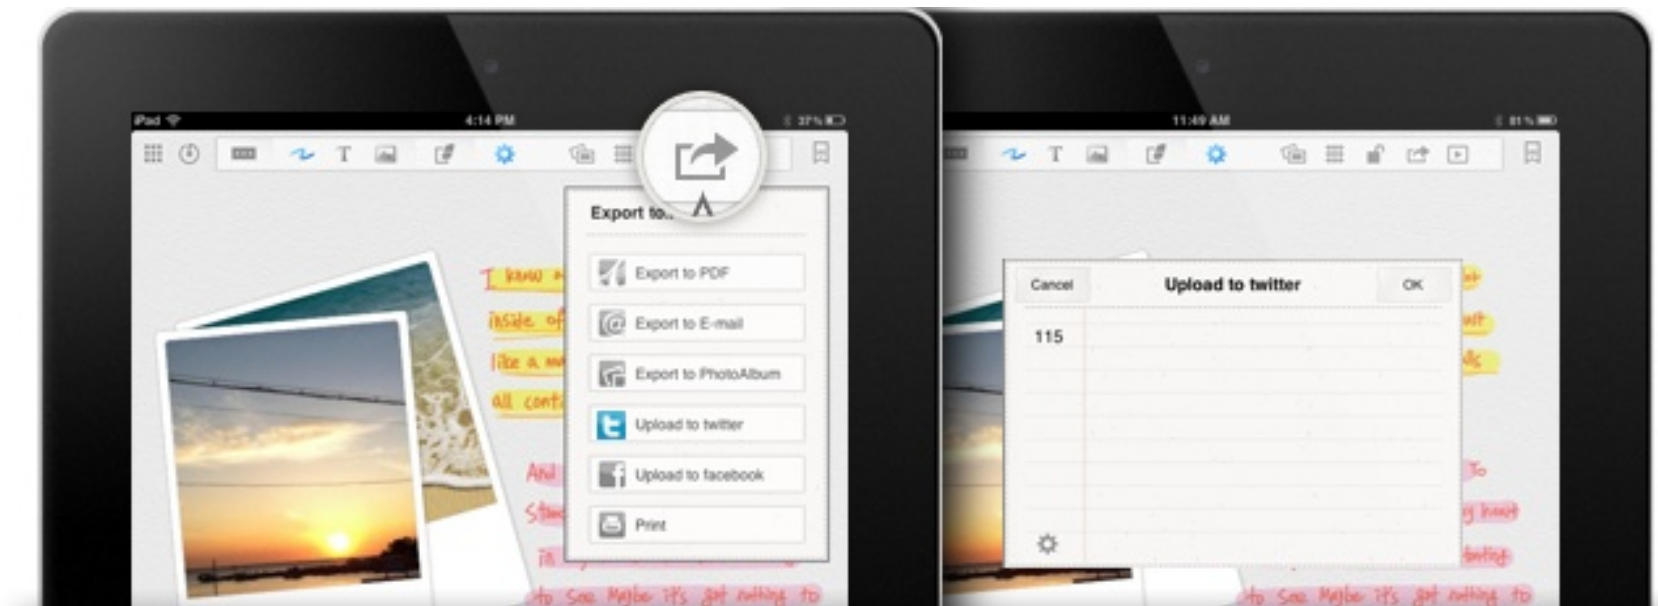 iPad
4:14 PM
37%
Export to..
Export to PDF
Export to E-mail
Export to PhotoAlbum
Upload to twitter
Upload to facebook
Print
I know
inside of
like a
all
And
in
to see Maybe it's got nothing to
11:49 AM
81%
Cancel
Upload to twitter
OK
115
To
to see Maybe it's got nothing to